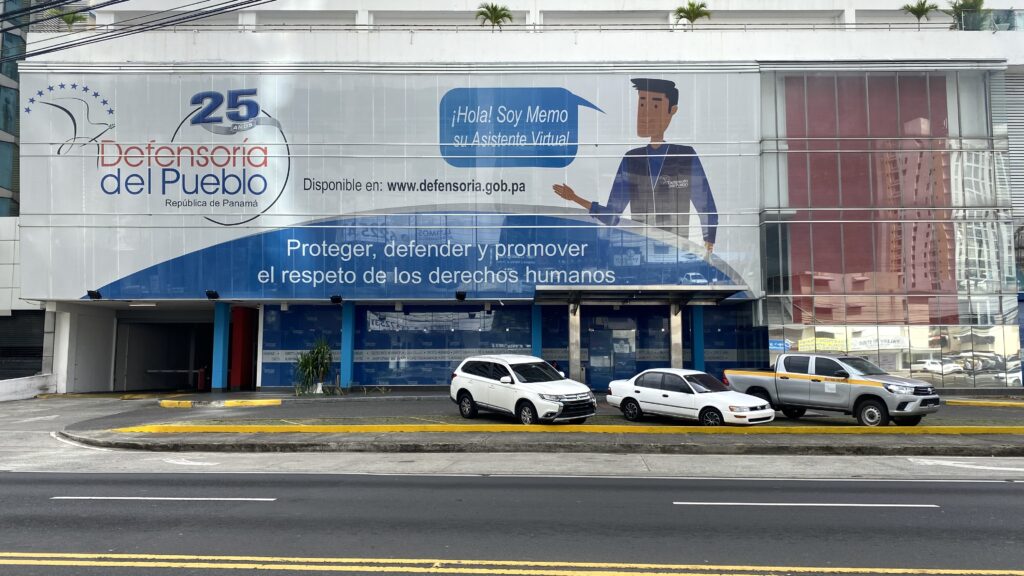 25
AÑOS
Defensoría
del Pueblo
República de Panamá
¡Hola! Soy Memo
su Asistente Virtual
Disponible en: www.defensoria.gob.pa
Proteger, defender y promover
el respeto de los derechos humanos